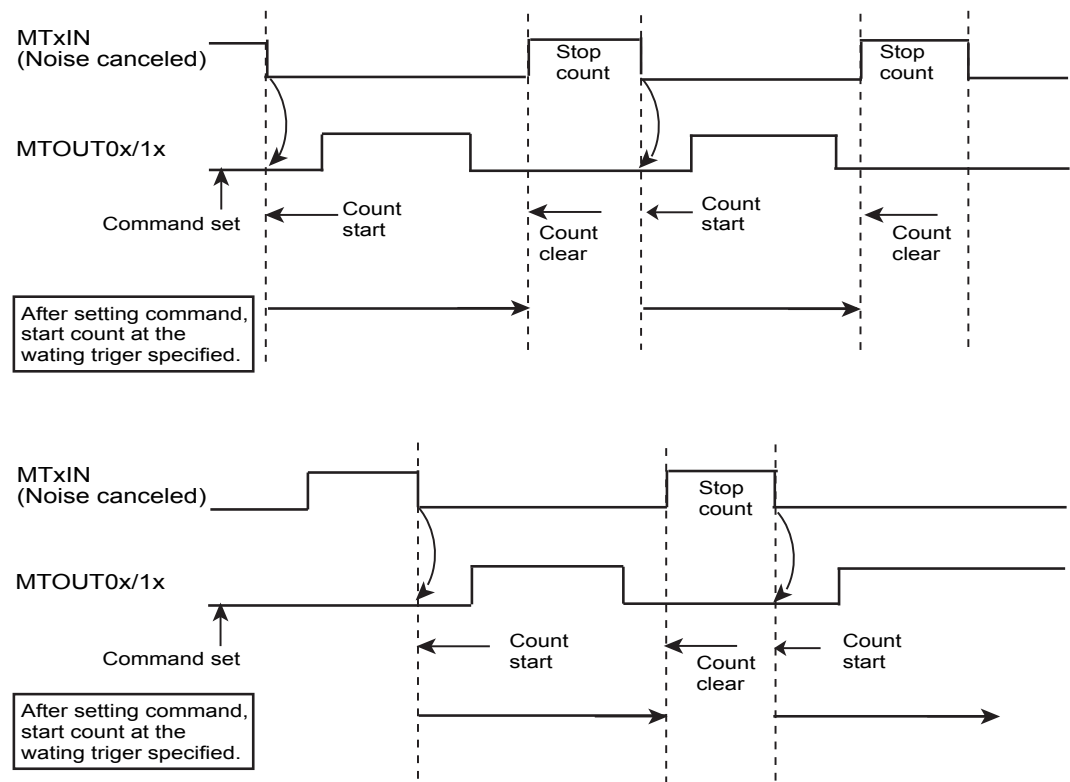 MTxIN
(Noise canceled)
Stop
count
Stop
count
MTOUT0x/1x
Command set
Count
start
Count
clear
Count
start
Count
clear
After setting command,
start count at the
wating triger specified.
MTxIN
(Noise canceled)
Stop
count
MTOUT0x/1x
Command set
Count
start
Count
clear
Count
start
After setting command,
start count at the
wating triger specified.